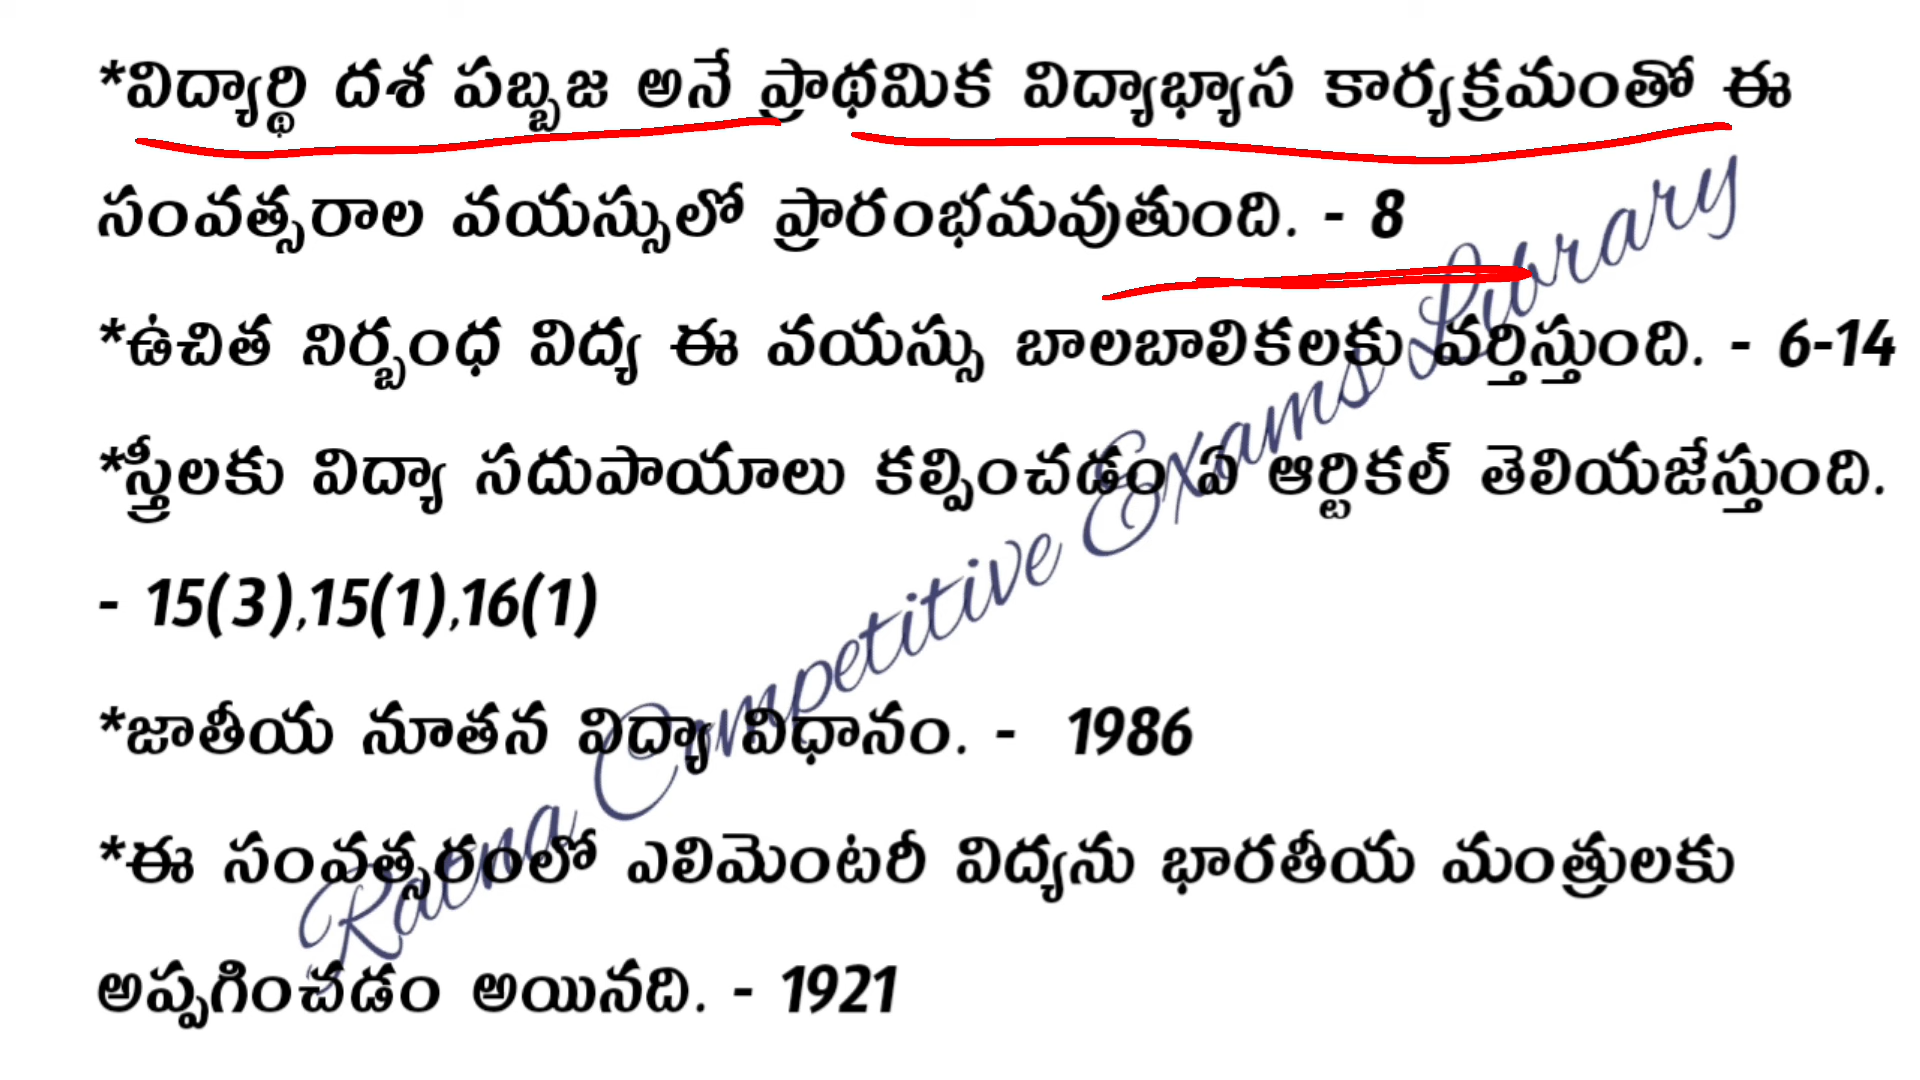 *విద్యార్థి దశ పబ్బజ అనే ప్రాథమిక విద్యాభ్యాస కార్యక్రమంతో ఈ
సంవత్సరాల వయస్సులో ప్రారంభమవుతుంది. - 8
*ఉంచిత నిర్బంధ విద్య ఈ వయస్సు బాలబాలికలకు వర్తిస్తుంది. - 6-14
*స్త్రీలకు విద్యా సదుపాయాలు కల్పించడం ఏ ఆర్టికల్ తెలియజేస్తుంది.
- 15(3),15(1),16(1)
*జాతీయ నూతన విద్యా విధానం. - 1986
*ఈ సంవత్సరంలో ఎలిమెంటరీ విద్యను భారతీయ మంత్రులకు
అప్పగించడం అయినది. - 1921
Ratna Competitive Exams Library